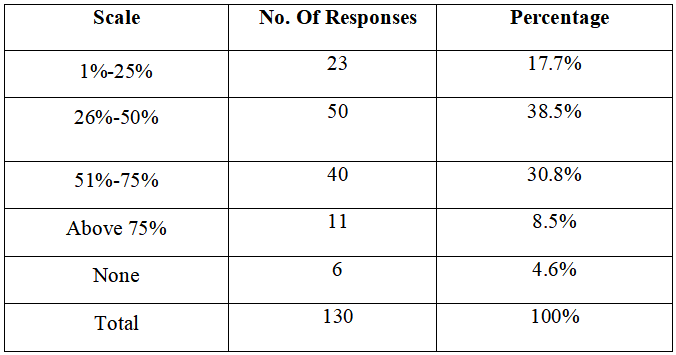 Scale No. Of Responses Percentage
1%-25% 23 17.7%
26%-50% 50 38.5%
51%-75% 40 30.8%
Above 75% 11 8.5%
None 6 4.6%
Total 130 100%